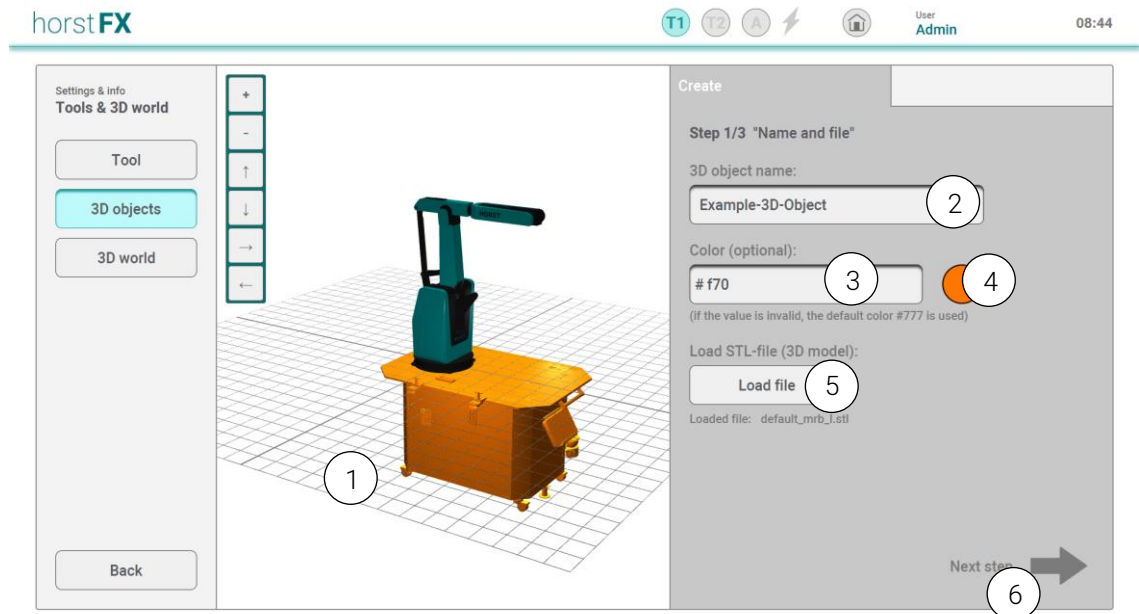 horstFX
T1 T2 A
User
Admin
08:44
Settings & info
Tools & 3D world
Tool
3D objects
3D world
Back
+
-
↑
↓
→
←
HORST
1
Create
Step 1/3 "Name and file"
3D object name:
Example-3D-Object
2
Color (optional):
# f70
3
4
(if the value is invalid, the default color #777 is used)
Load STL-file (3D model):
Load file
5
Loaded file: default_mrb_l.stl
Next step
6